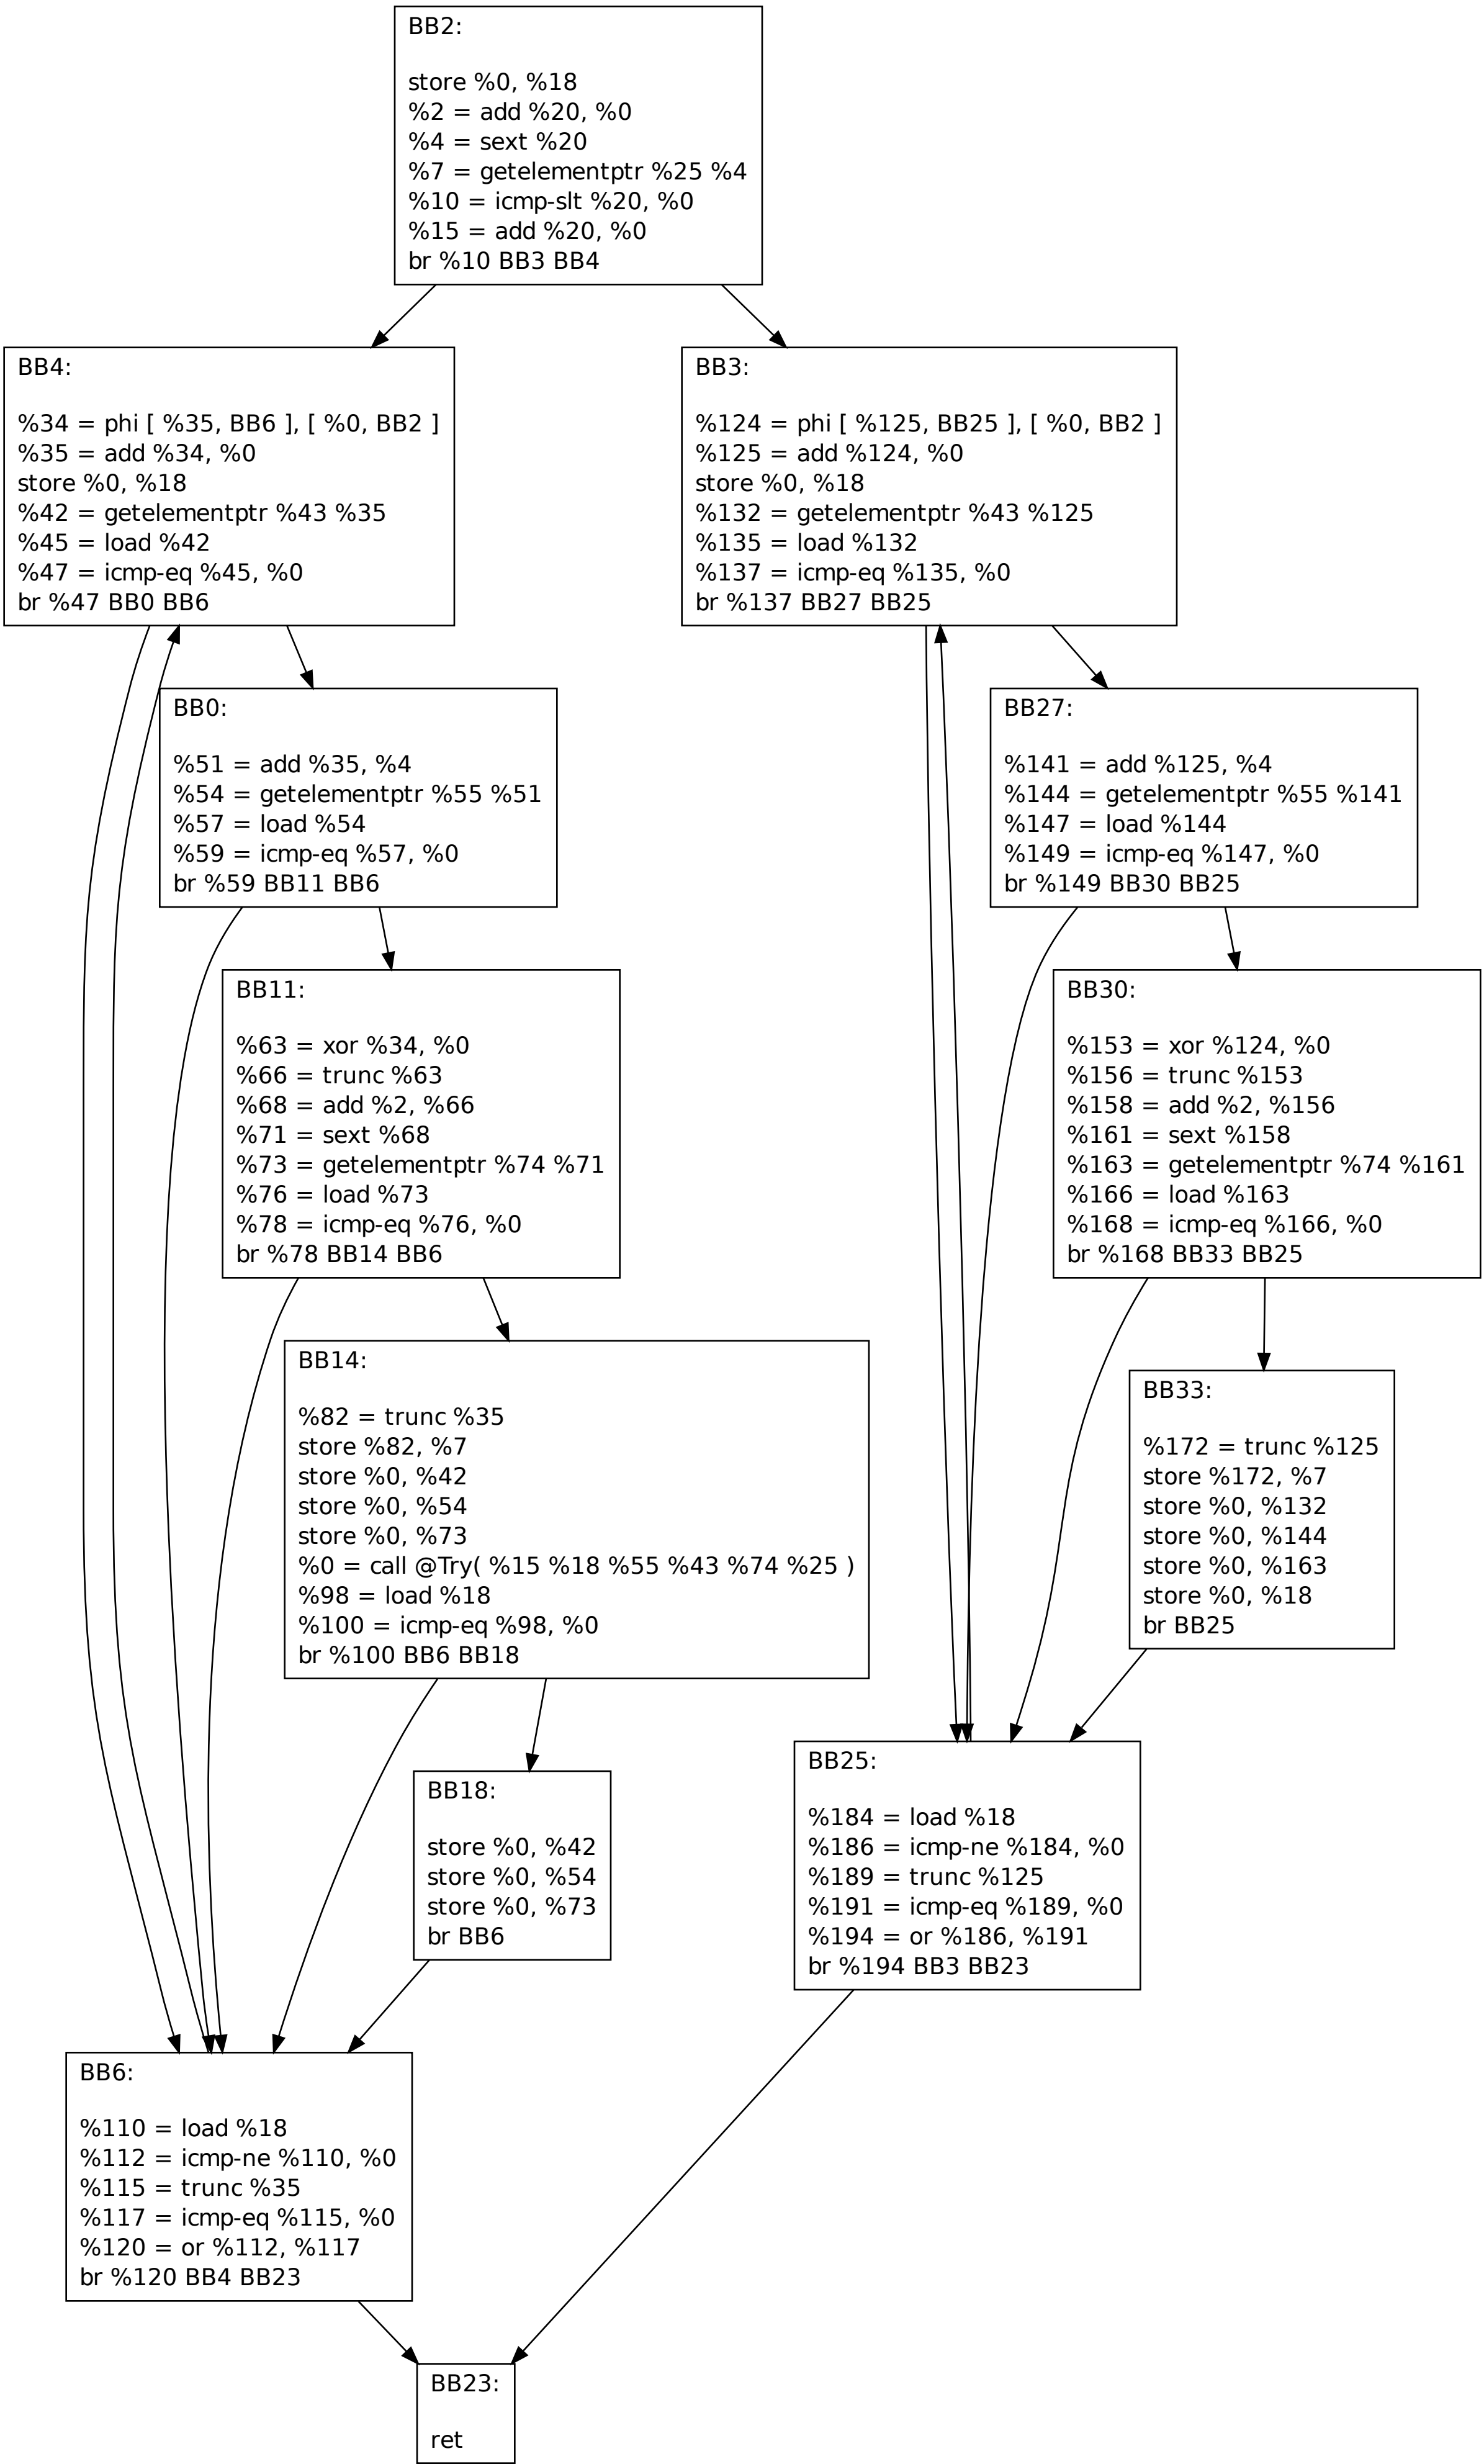 BB2:
store %0, %18
%2 = add %20, %0
%4 = sext %20
%7 = getelementptr %25 %4
%10 = icmp-slt %20, %0
%15 = add %20, %0
br %10 BB3 BB4
BB4:
%34 = phi [ %35, BB6 ], [ %0, BB2 ]
%35 = add %34, %0
store %0, %18
%42 = getelementptr %43 %35
%45 = load %42
%47 = icmp-eq %45, %0
br %47 BB0 BB6
BB3:
%124 = phi [ %125, BB25 ], [ %0, BB2 ]
%125 = add %124, %0
store %0, %18
%132 = getelementptr %43 %125
%135 = load %132
%137 = icmp-eq %135, %0
br %137 BB27 BB25
BB0:
%51 = add %35, %4
%54 = getelementptr %55 %51
%57 = load %54
%59 = icmp-eq %57, %0
br %59 BB11 BB6
BB27:
%141 = add %125, %4
%144 = getelementptr %55 %141
%147 = load %144
%149 = icmp-eq %147, %0
br %149 BB30 BB25
BB11:
%63 = xor %34, %0
%66 = trunc %63
%68 = add %2, %66
%71 = sext %68
%73 = getelementptr %74 %71
%76 = load %73
%78 = icmp-eq %76, %0
br %78 BB14 BB6
BB30:
%153 = xor %124, %0
%156 = trunc %153
%158 = add %2, %156
%161 = sext %158
%163 = getelementptr %74 %161
%166 = load %163
%168 = icmp-eq %166, %0
br %168 BB33 BB25
BB14:
%82 = trunc %35
store %82, %7
store %0, %42
store %0, %54
store %0, %73
%0 = call @Try( %15 %18 %55 %43 %74 %25 )
%98 = load %18
%100 = icmp-eq %98, %0
br %100 BB6 BB18
BB33:
%172 = trunc %125
store %172, %7
store %0, %132
store %0, %144
store %0, %163
store %0, %18
br BB25
BB18:
store %0, %42
store %0, %54
store %0, %73
br BB6
BB25:
%184 = load %18
%186 = icmp-ne %184, %0
%189 = trunc %125
%191 = icmp-eq %189, %0
%194 = or %186, %191
br %194 BB3 BB23
BB6:
%110 = load %18
%112 = icmp-ne %110, %0
%115 = trunc %35
%117 = icmp-eq %115, %0
%120 = or %112, %117
br %120 BB4 BB23
BB23:
ret